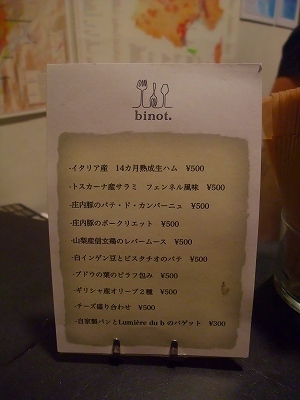 binot.
-イタリア産 14カ月熟成生ハム ¥500
-トスカーナ産サラミ フェンネル風味 ¥500
-庄内豚のパテ・ド・カンパーニュ ¥500
-庄内豚のポークリエット ¥500
-山梨産信玄鶏のレバームース ¥500
-白インゲン豆とピスタチオのパテ ¥500
-ブドウの葉のピラフ包み ¥500
-ギリシャ産オリーブ2種 ¥500
-チーズ盛り合わせ ¥500
-自家製パンとLumière du b のバゲット ¥300